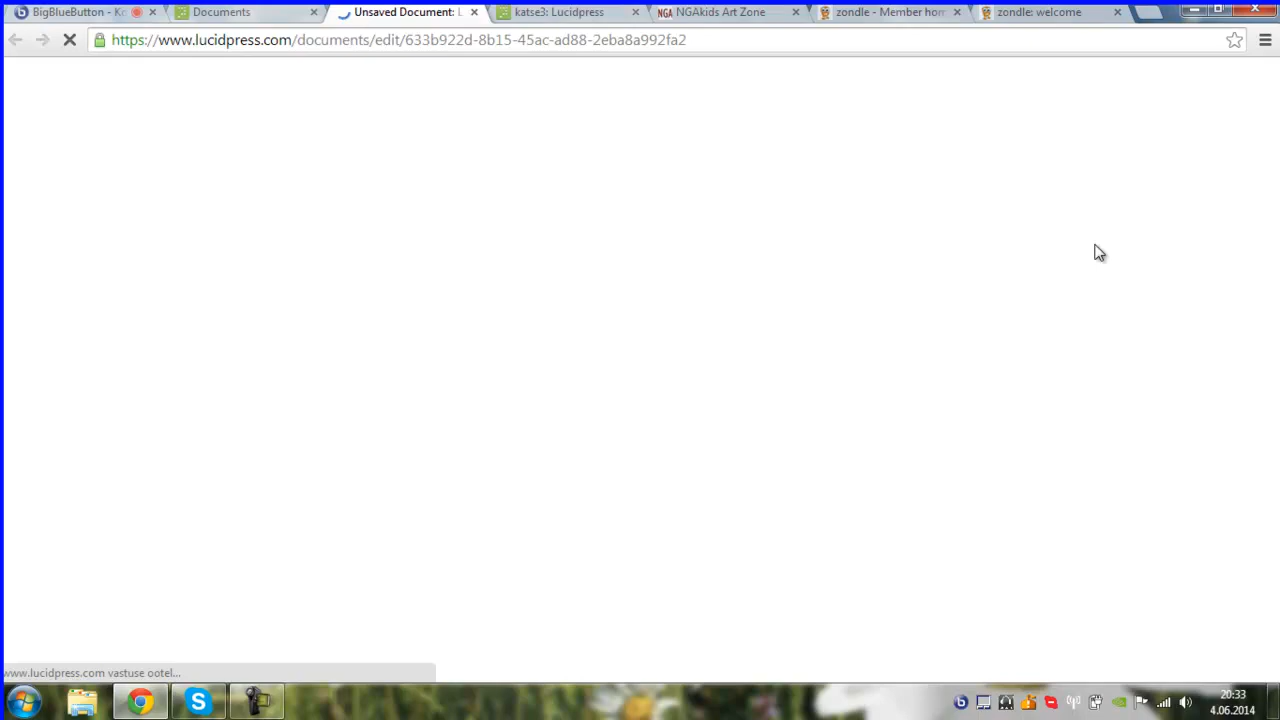 BigBlueButton - Ko
Documents
Unsaved Document: L
katse3: Lucidpress
NGA NGAkids Art Zone
zondle - Member hom
zondle: welcome
https://www.lucidpress.com/documents/edit/633b922d-8b15-45ac-ad88-2eba8a992fa2
www.lucidpress.com vastuse ootel...
20:33
4.06.2014